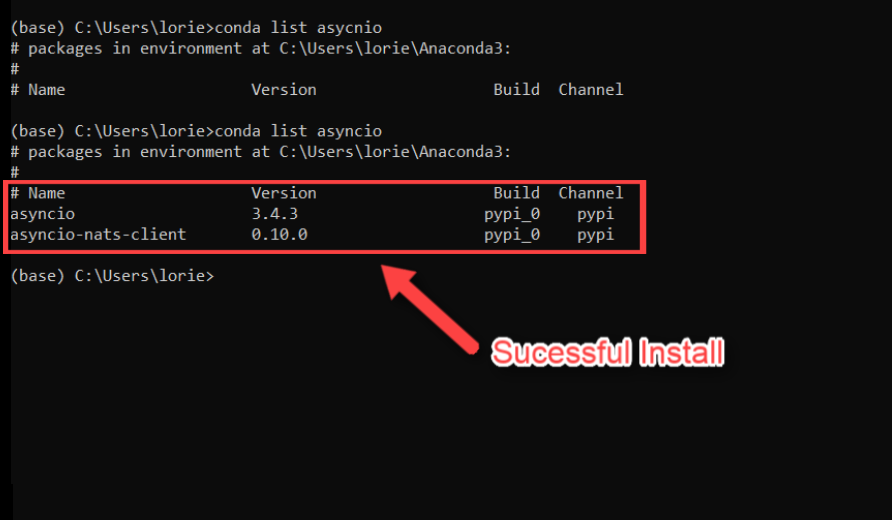 (base) C:\Users\lorie>conda list asycnio
# packages in environment at C:\Users\lorie\Anaconda3:
#
# Name Version Build Channel
(base) C:\Users\lorie>conda list asyncio
# packages in environment at C:\Users\lorie\Anaconda3:
#
# Name Version Build Channel
asyncio 3.4.3 pypi_0 pypi
asyncio-nats-client 0.10.0 pypi_0 pypi
(base) C:\Users\lorie>
Sucessful Install